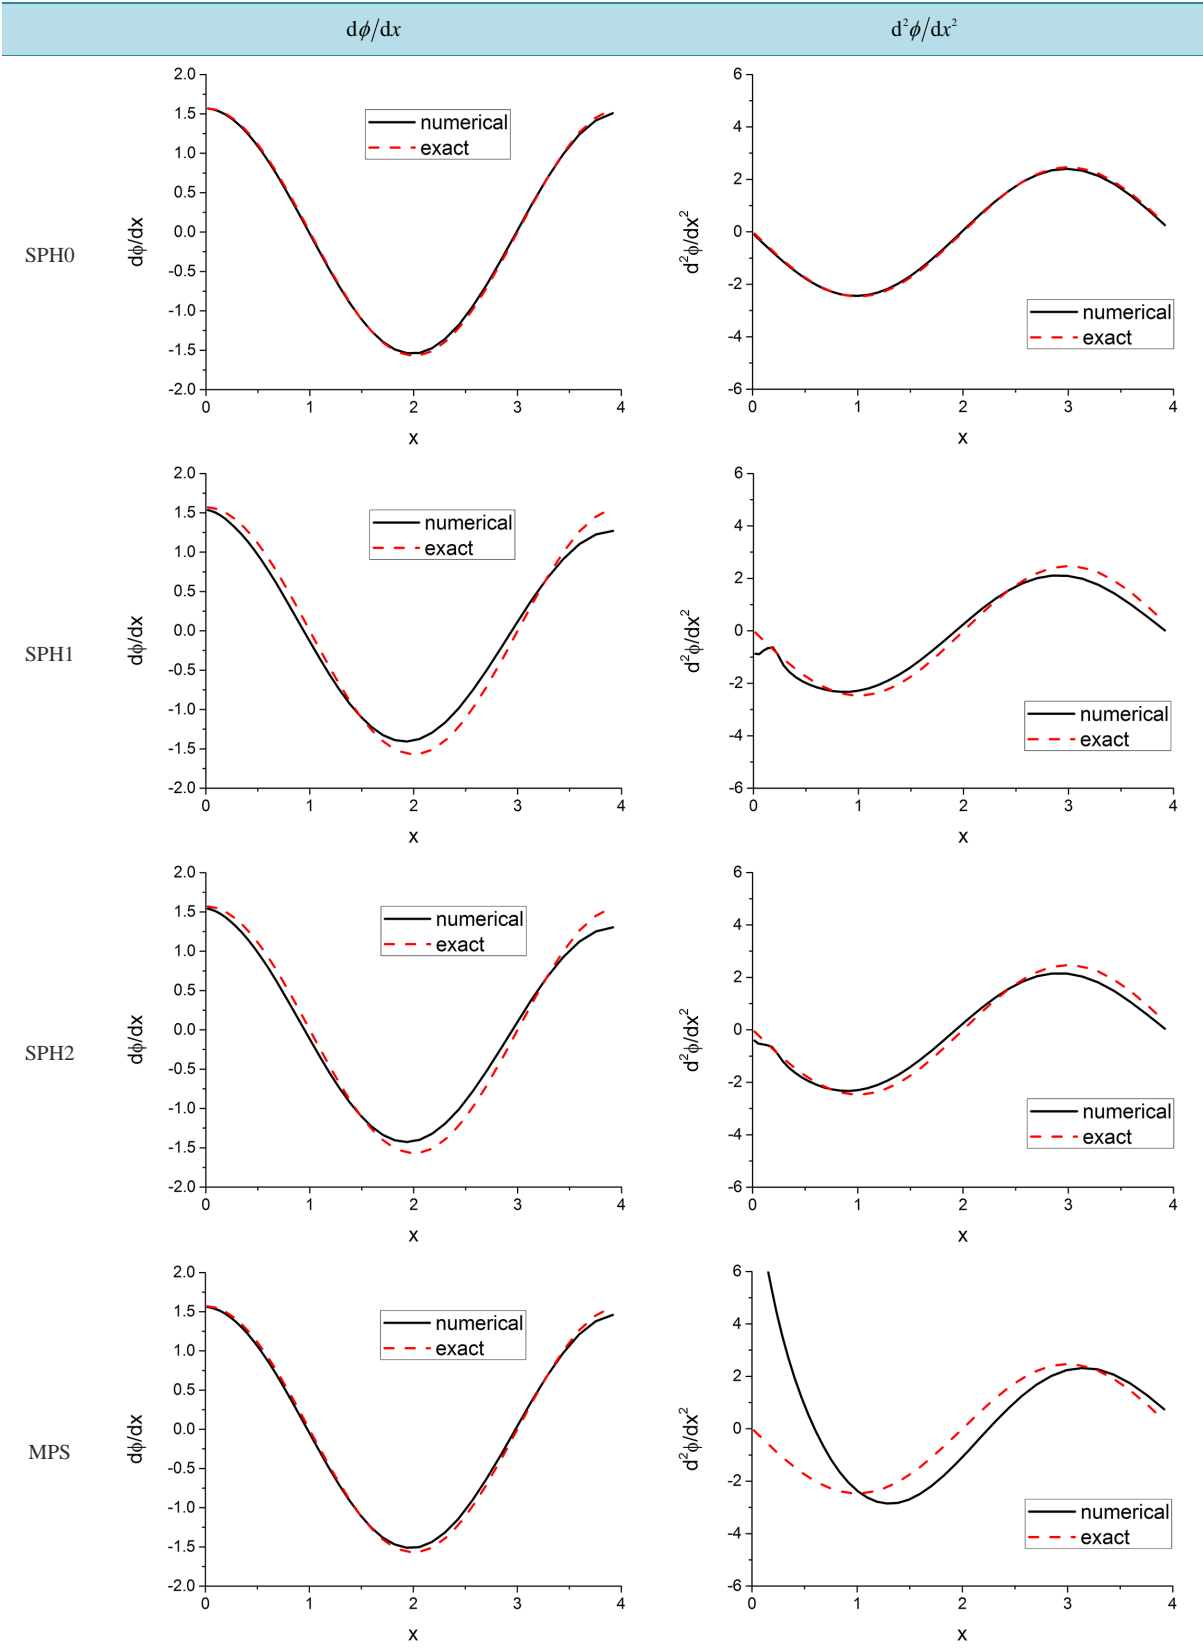 dϕ/dx d²ϕ/dx²
SPH0
2.0
1.5
1.0
0.5
0.0
-0.5
-1.0
-1.5
-2.0
0 1 2 3 4
dϕ/dx
x
numerical
exact
6
4
2
0
-2
-4
-6
0 1 2 3 4
d²ϕ/dx²
x
numerical
exact
SPH1
2.0
1.5
1.0
0.5
0.0
-0.5
-1.0
-1.5
-2.0
0 1 2 3 4
dϕ/dx
x
numerical
exact
6
4
2
0
-2
-4
-6
0 1 2 3 4
d²ϕ/dx²
x
numerical
exact
SPH2
2.0
1.5
1.0
0.5
0.0
-0.5
-1.0
-1.5
-2.0
0 1 2 3 4
dϕ/dx
x
numerical
exact
6
4
2
0
-2
-4
-6
0 1 2 3 4
d²ϕ/dx²
x
numerical
exact
MPS
2.0
1.5
1.0
0.5
0.0
-0.5
-1.0
-1.5
-2.0
0 1 2 3 4
dϕ/dx
x
numerical
exact
6
4
2
0
-2
-4
-6
0 1 2 3 4
d²ϕ/dx²
x
numerical
exact